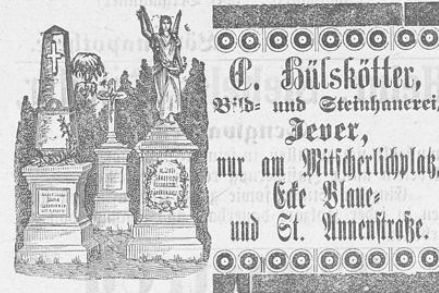 C. Hülskötter,
Bild- und Steinhauerei
Jever,
nur am Mitscherlichplatz,
Ecke Blaue-
und St. Annenstraße.